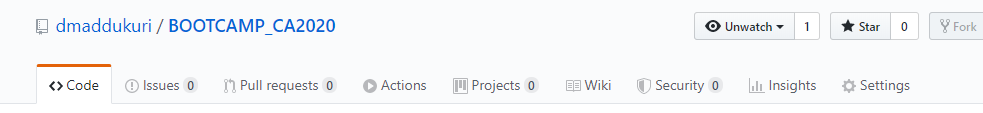 dmaddukuri / BOOTCAMP_CA2020 Unwatch 1 Star 0 Fork
Code Issues 0 Pull requests 0 Actions Projects 0 Wiki Security 0 Insights Settings